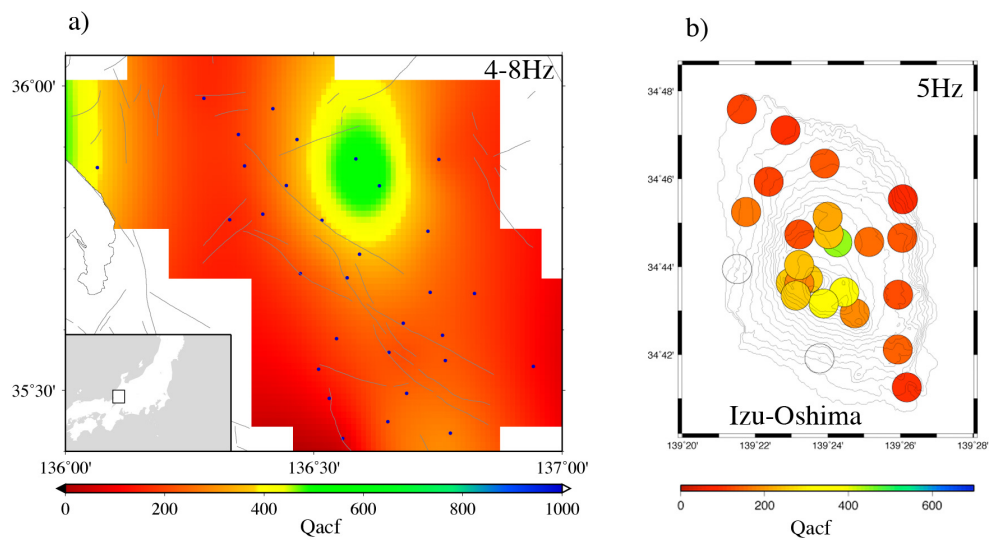 a)
4-8Hz
36°00'
35°30'
136°00'
136°30'
137°00'
0 200 400 600 800 1000
Qacf
b)
5Hz
34°48'
34°46'
34°44'
34°42'
Izu-Oshima
139°20' 139°22' 139°24' 139°26' 139°28'
0 200 400 600
Qacf